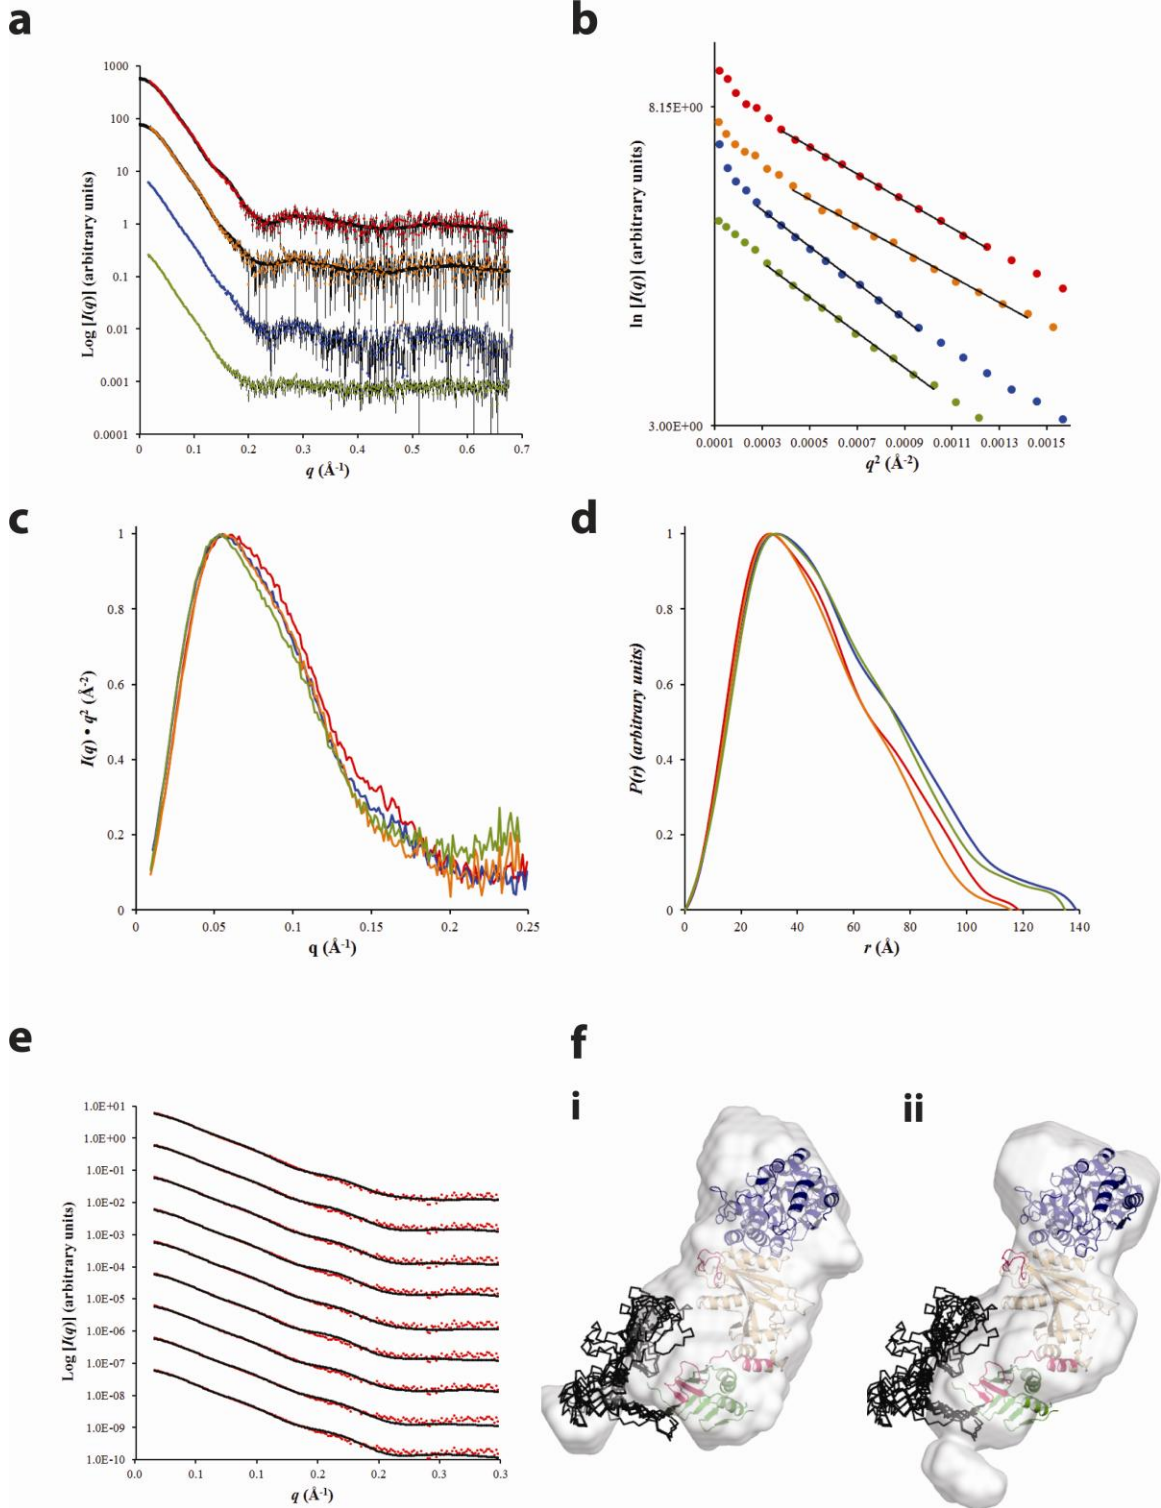 a
Log [I(q)] (arbitrary units)
1000
100
10
1
0.1
0.01
0.001
0.0001
0 0.1 0.2 0.3 0.4 0.5 0.6 0.7
q (Å⁻¹)
b
ln [I(q)] (arbitrary units)
8.15E+00
3.00E+00
0.0001 0.0003 0.0005 0.0007 0.0009 0.0011 0.0013 0.0015
q² (Å⁻²)
c
I(q) • q² (Å⁻²)
1
0.8
0.6
0.4
0.2
0
0 0.05 0.1 0.15 0.2 0.25
q (Å⁻¹)
d
P(r) (arbitrary units)
1
0.8
0.6
0.4
0.2
0
0 20 40 60 80 100 120 140
r (Å)
e
Log [I(q)] (arbitrary units)
1.0E+01
1.0E+00
1.0E-01
1.0E-02
1.0E-03
1.0E-04
1.0E-05
1.0E-06
1.0E-07
1.0E-08
1.0E-09
1.0E-10
0.0 0.1 0.1 0.2 0.2 0.3 0.3
q (Å⁻¹)
f
i
ii